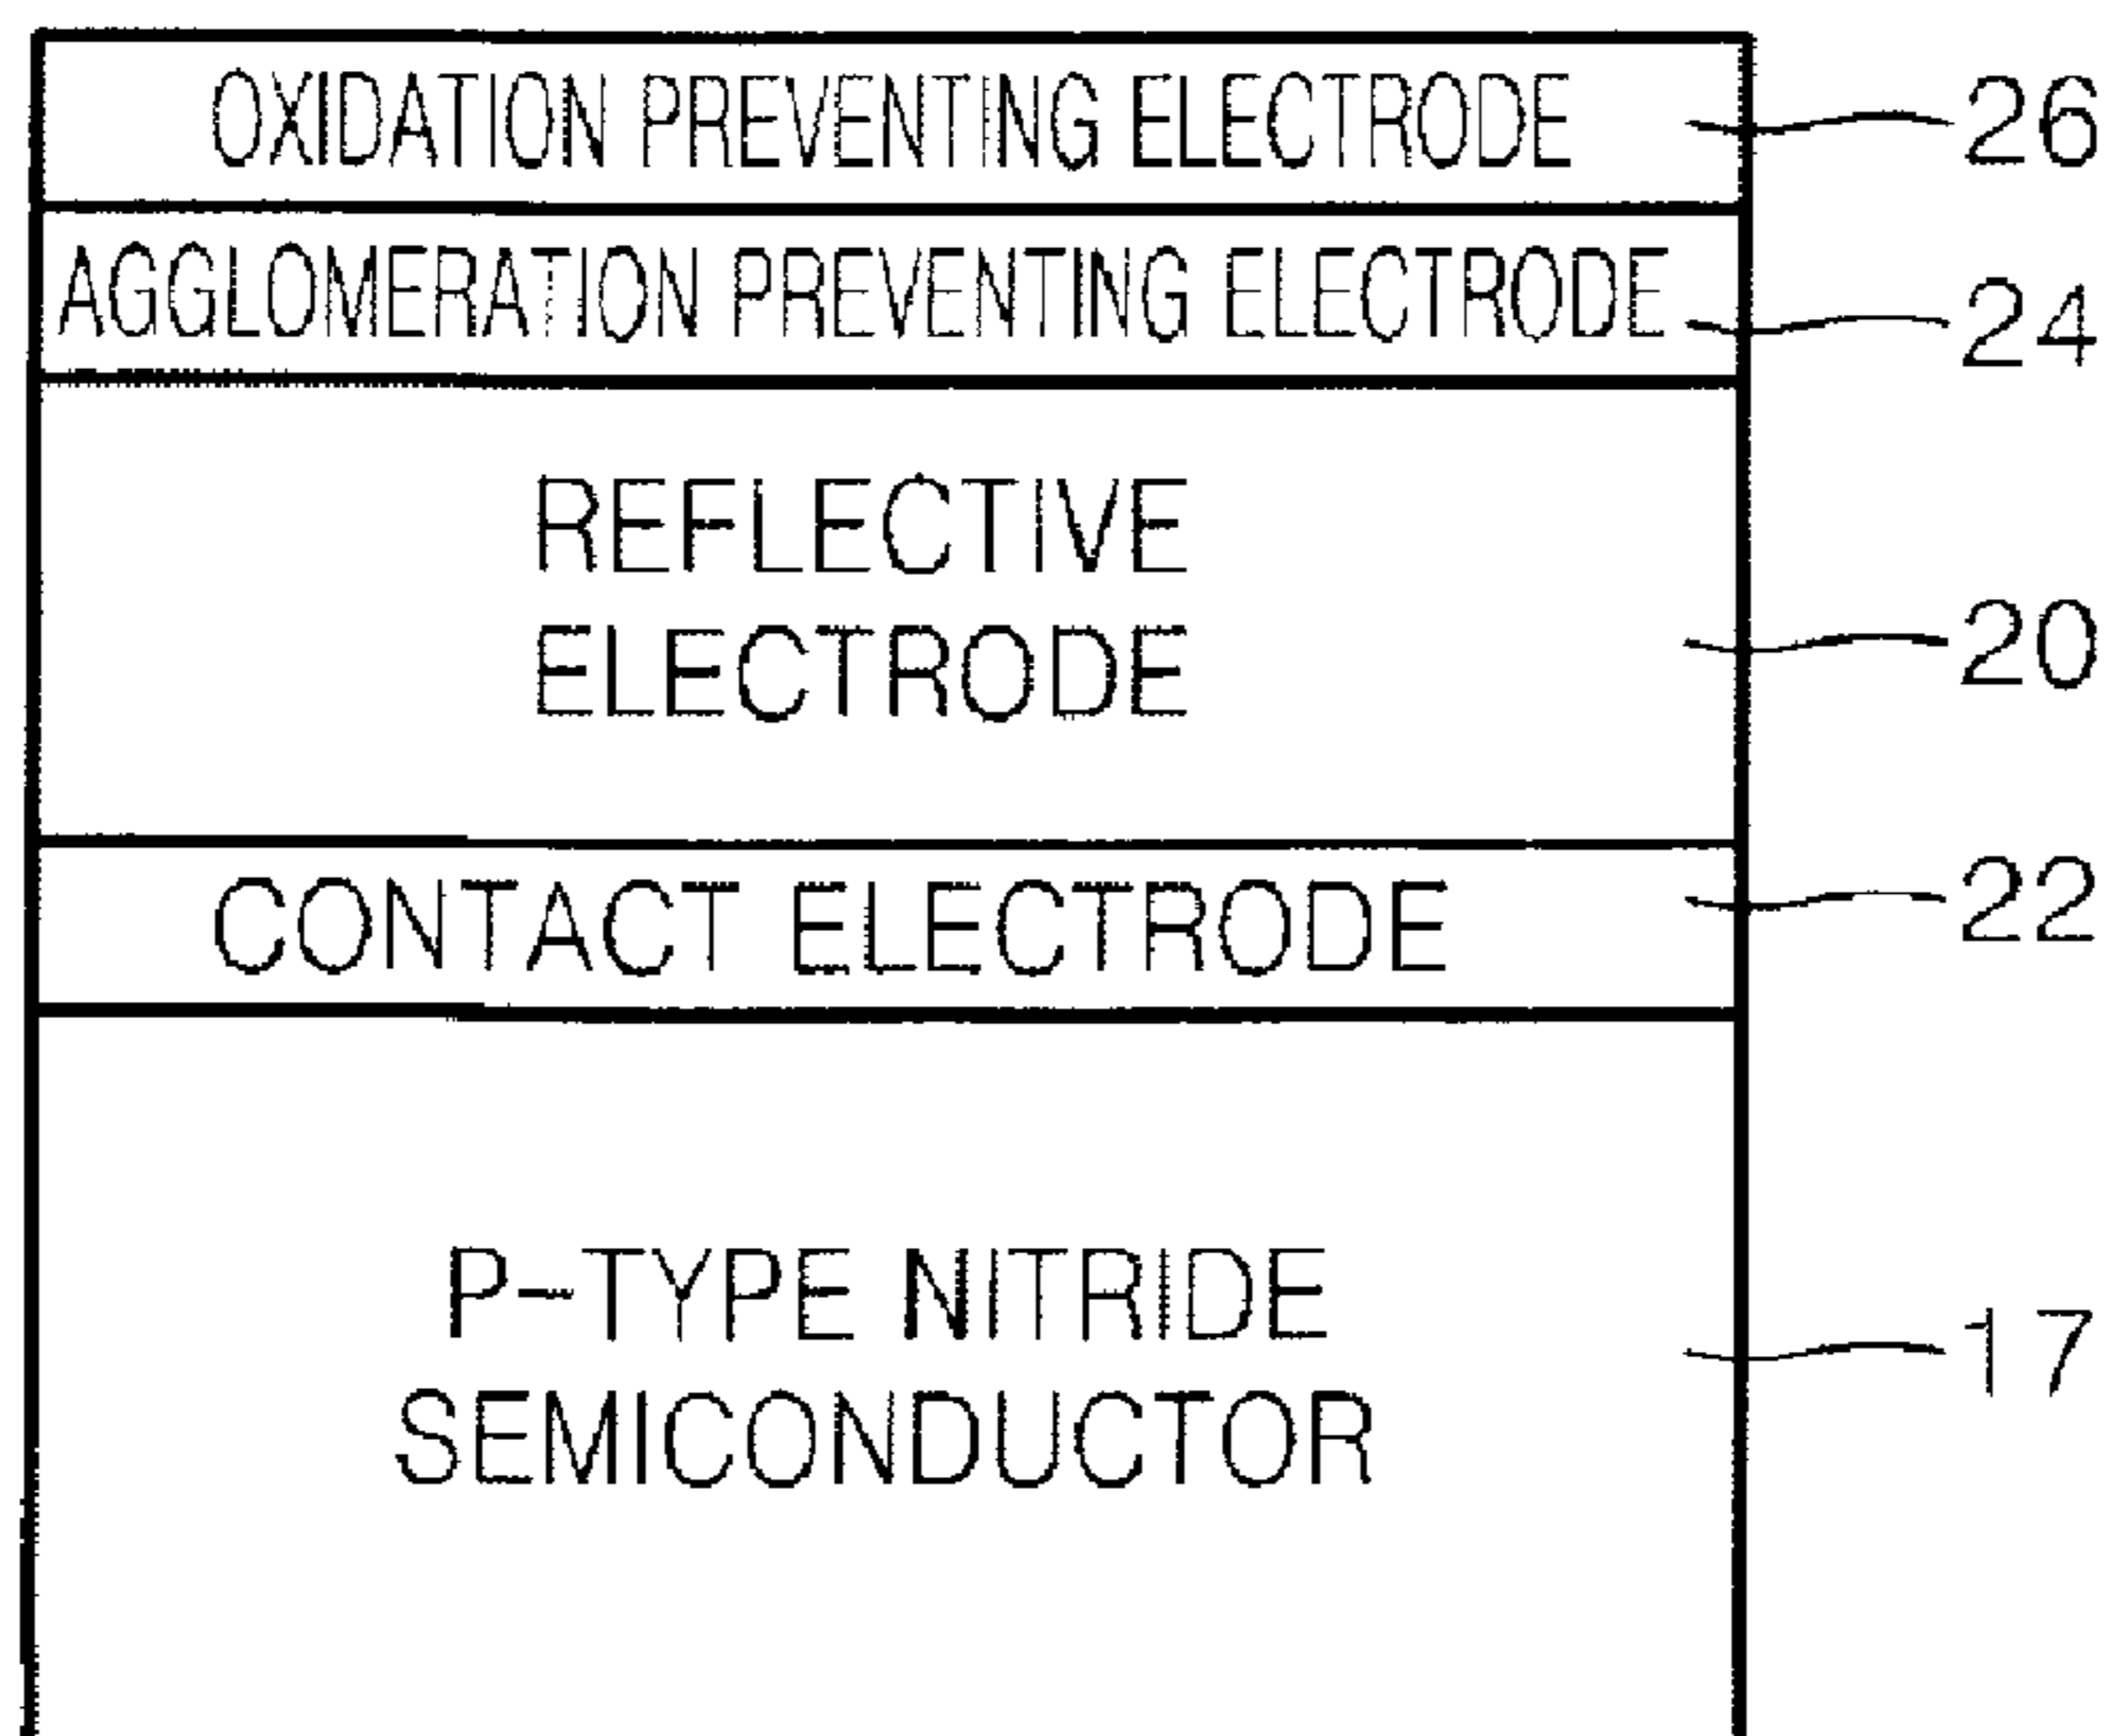 OXIDATION PREVENTING ELECTRODE 26
AGGLOMERATION PREVENTING ELECTRODE 24
REFLECTIVE
ELECTRODE 20
CONTACT ELECTRODE 22
P-TYPE NITRIDE
SEMICONDUCTOR 17